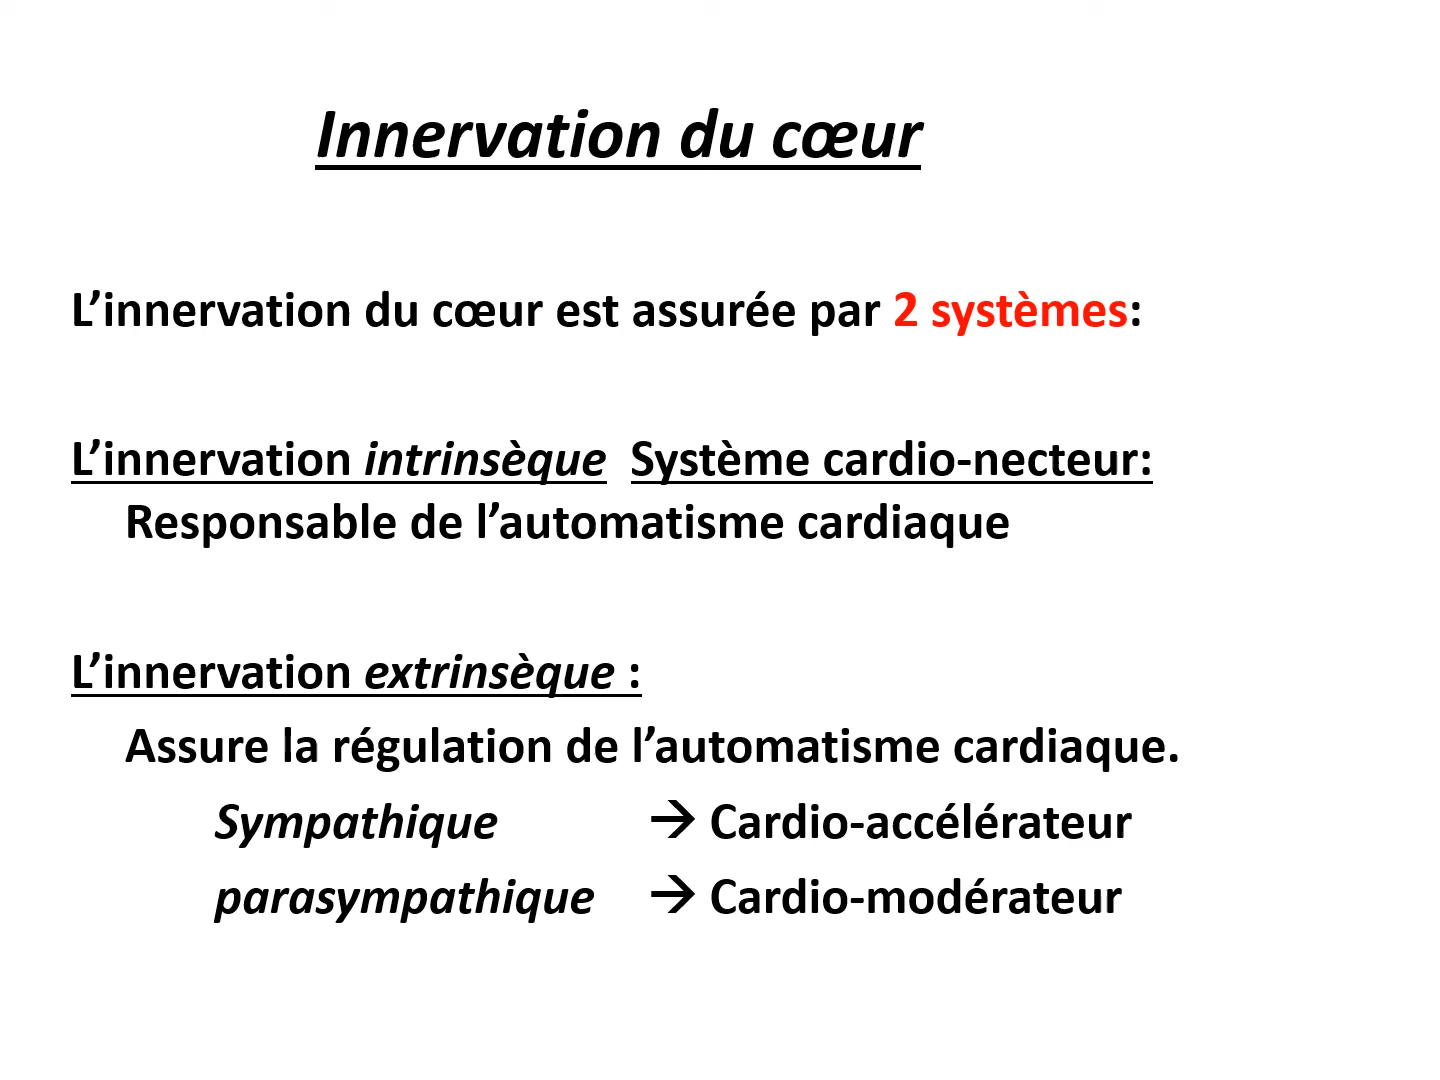 Innervation du cœur
L’innervation du cœur est assurée par 2 systèmes:
L’innervation intrinsèque Système cardio-necteur:
Responsable de l’automatisme cardiaque
L’innervation extrinsèque :
Assure la régulation de l’automatisme cardiaque.
Sympathique → Cardio-accélérateur
parasympathique → Cardio-modérateur